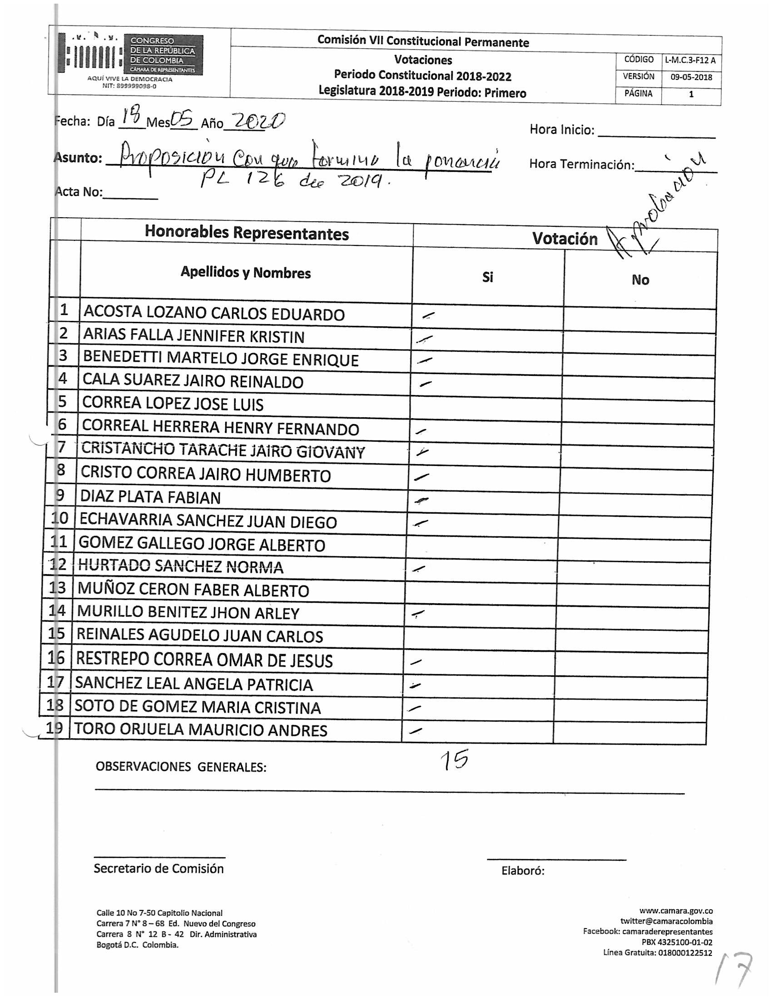 CONGRESO
DE LA REPÚBLICA
DE COLOMBIA
CÁMARA DE REPRESENTANTES
AQUÍ VIVE LA DEMOCRACIA
NIT: 899999098-0
Comisión VII Constitucional Permanente
Votaciones
Periodo Constitucional 2018-2022
Legislatura 2018-2019 Periodo: Primero
CÓDIGO L-M.C.3-F12 A
VERSIÓN 09-05-2018
PÁGINA 1
Fecha: Día 18 Mes 05 Año 2020
Hora Inicio:
Asunto: Proposición con que termina la ponencia
Hora Terminación:
PL 126 de 2019.
Acta No:
Aprobación
Honorables Representantes Votación
Apellidos y Nombres Si No
1 ACOSTA LOZANO CARLOS EDUARDO
2 ARIAS FALLA JENNIFER KRISTIN
3 BENEDETTI MARTELO JORGE ENRIQUE
4 CALA SUAREZ JAIRO REINALDO
5 CORREA LOPEZ JOSE LUIS
6 CORREAL HERRERA HENRY FERNANDO
7 CRISTANCHO TARACHE JAIRO GIOVANY
8 CRISTO CORREA JAIRO HUMBERTO
9 DIAZ PLATA FABIAN
10 ECHAVARRIA SANCHEZ JUAN DIEGO
11 GOMEZ GALLEGO JORGE ALBERTO
12 HURTADO SANCHEZ NORMA
13 MUÑOZ CERON FABER ALBERTO
14 MURILLO BENITEZ JHON ARLEY
15 REINALES AGUDELO JUAN CARLOS
16 RESTREPO CORREA OMAR DE JESUS
17 SANCHEZ LEAL ANGELA PATRICIA
18 SOTO DE GOMEZ MARIA CRISTINA
19 TORO ORJUELA MAURICIO ANDRES
15
OBSERVACIONES GENERALES:
Secretario de Comisión
Elaboró:
Calle 10 No 7-50 Capitolio Nacional
Carrera 7 N° 8 – 68 Ed. Nuevo del Congreso
Carrera 8 N° 12 B - 42 Dir. Administrativa
Bogotá D.C. Colombia.
www.camara.gov.co
twitter@camaracolombia
Facebook: camaraderepresentantes
PBX 4325100-01-02
Línea Gratuita: 018000122512
17